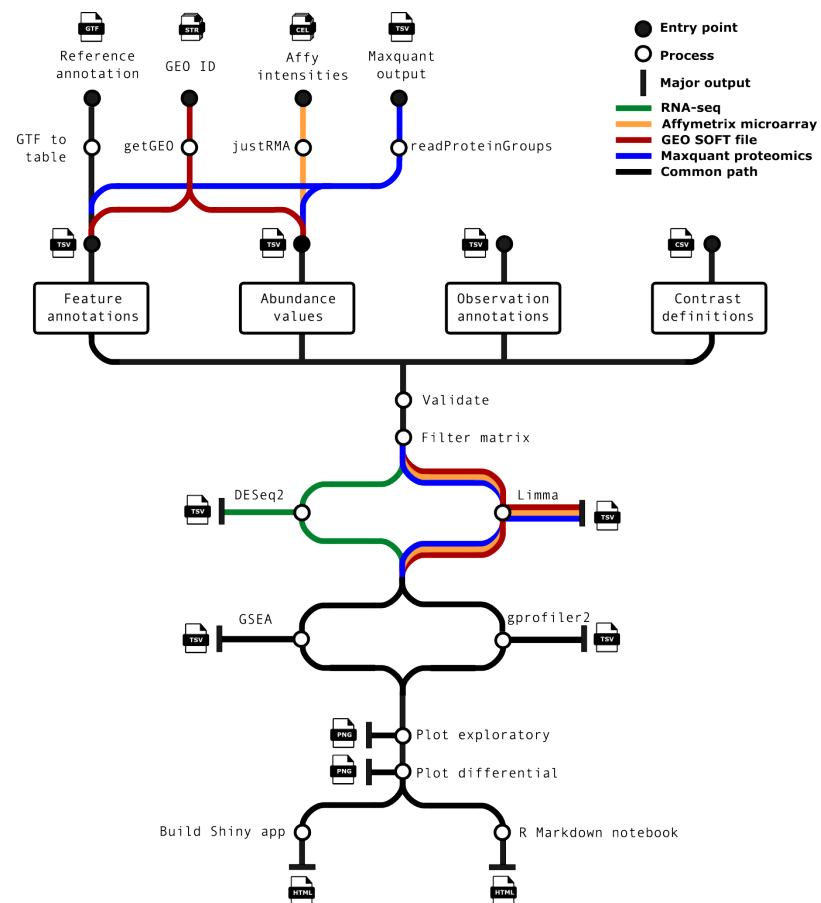 GTF
STR
CEL
TSV
Reference
annotation
GEO ID
Affy
intensities
Maxquant
output
Entry point
Process
Major output
RNA-seq
Affymetrix microarray
GEO SOFT file
Maxquant proteomics
Common path
GTF to
table
getGEO
justRMA
readProteinGroups
TSV
TSV
TSV
CSV
Feature
annotations
Abundance
values
Observation
annotations
Contrast
definitions
Validate
Filter matrix
TSV
DESeq2
Limma
TSV
TSV
GSEA
gprofiler2
TSV
PNG
Plot exploratory
PNG
Plot differential
Build Shiny app
R Markdown notebook
HTML
HTML